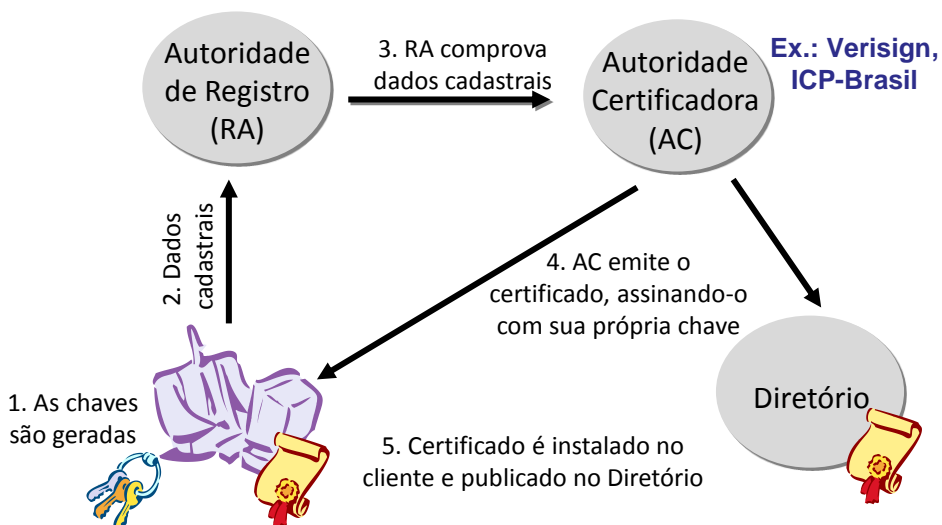 Autoridade
de Registro
(RA)
3. RA comprova
dados cadastrais
Autoridade
Certificadora
(AC)
Ex.: Verisign,
ICP-Brasil
2. Dados
cadastrais
4. AC emite o
certificado, assinando-o
com sua própria chave
1. As chaves
são geradas
Diretório
5. Certificado é instalado no
cliente e publicado no Diretório